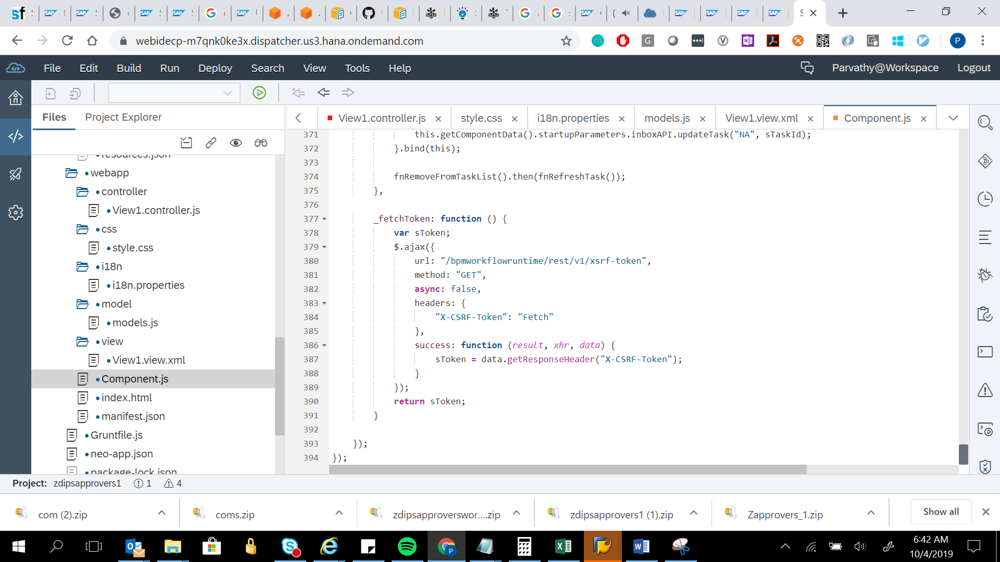 webidecp-m7qnk0ke3x.dispatcher.us3.hana.ondemand.com
File Edit Build Run Deploy Search View Tools Help
Parvathy@Workspace Logout
Files Project Explorer
View1.controller.js × style.css × i18n.properties × models.js × View1.view.xml × Component.js ×
resources.json
webapp
controller
View1.controller.js
css
style.css
i18n
i18n.properties
model
models.js
view
View1.view.xml
Component.js
index.html
manifest.json
Gruntfile.js
neo-app.json
package-lock.json
371 this.getComponentData().startupParameters.inboxAPI.updateTask("NA", sTaskId);
372 }.bind(this);
373
374 fnRemoveFromTaskList().then(fnRefreshTask());
375 },
376
377 _fetchToken: function () {
378 var sToken;
379 $.ajax({
380 url: "/bpmworkflowruntime/rest/v1/xsrf-token",
381 method: "GET",
382 async: false,
383 headers: {
384 "X-CSRF-Token": "Fetch"
385 },
386 success: function (result, xhr, data) {
387 sToken = data.getResponseHeader("X-CSRF-Token");
388 }
389 });
390 return sToken;
391 }
392
393 });
394 });
Project: zdipsapprovers1 1 4
com (2).zip
coms.zip
zdipsapproverswor....zip
zdipsapprovers1 (1).zip
Zapprovers_1.zip
Show all
6:42 AM
10/4/2019